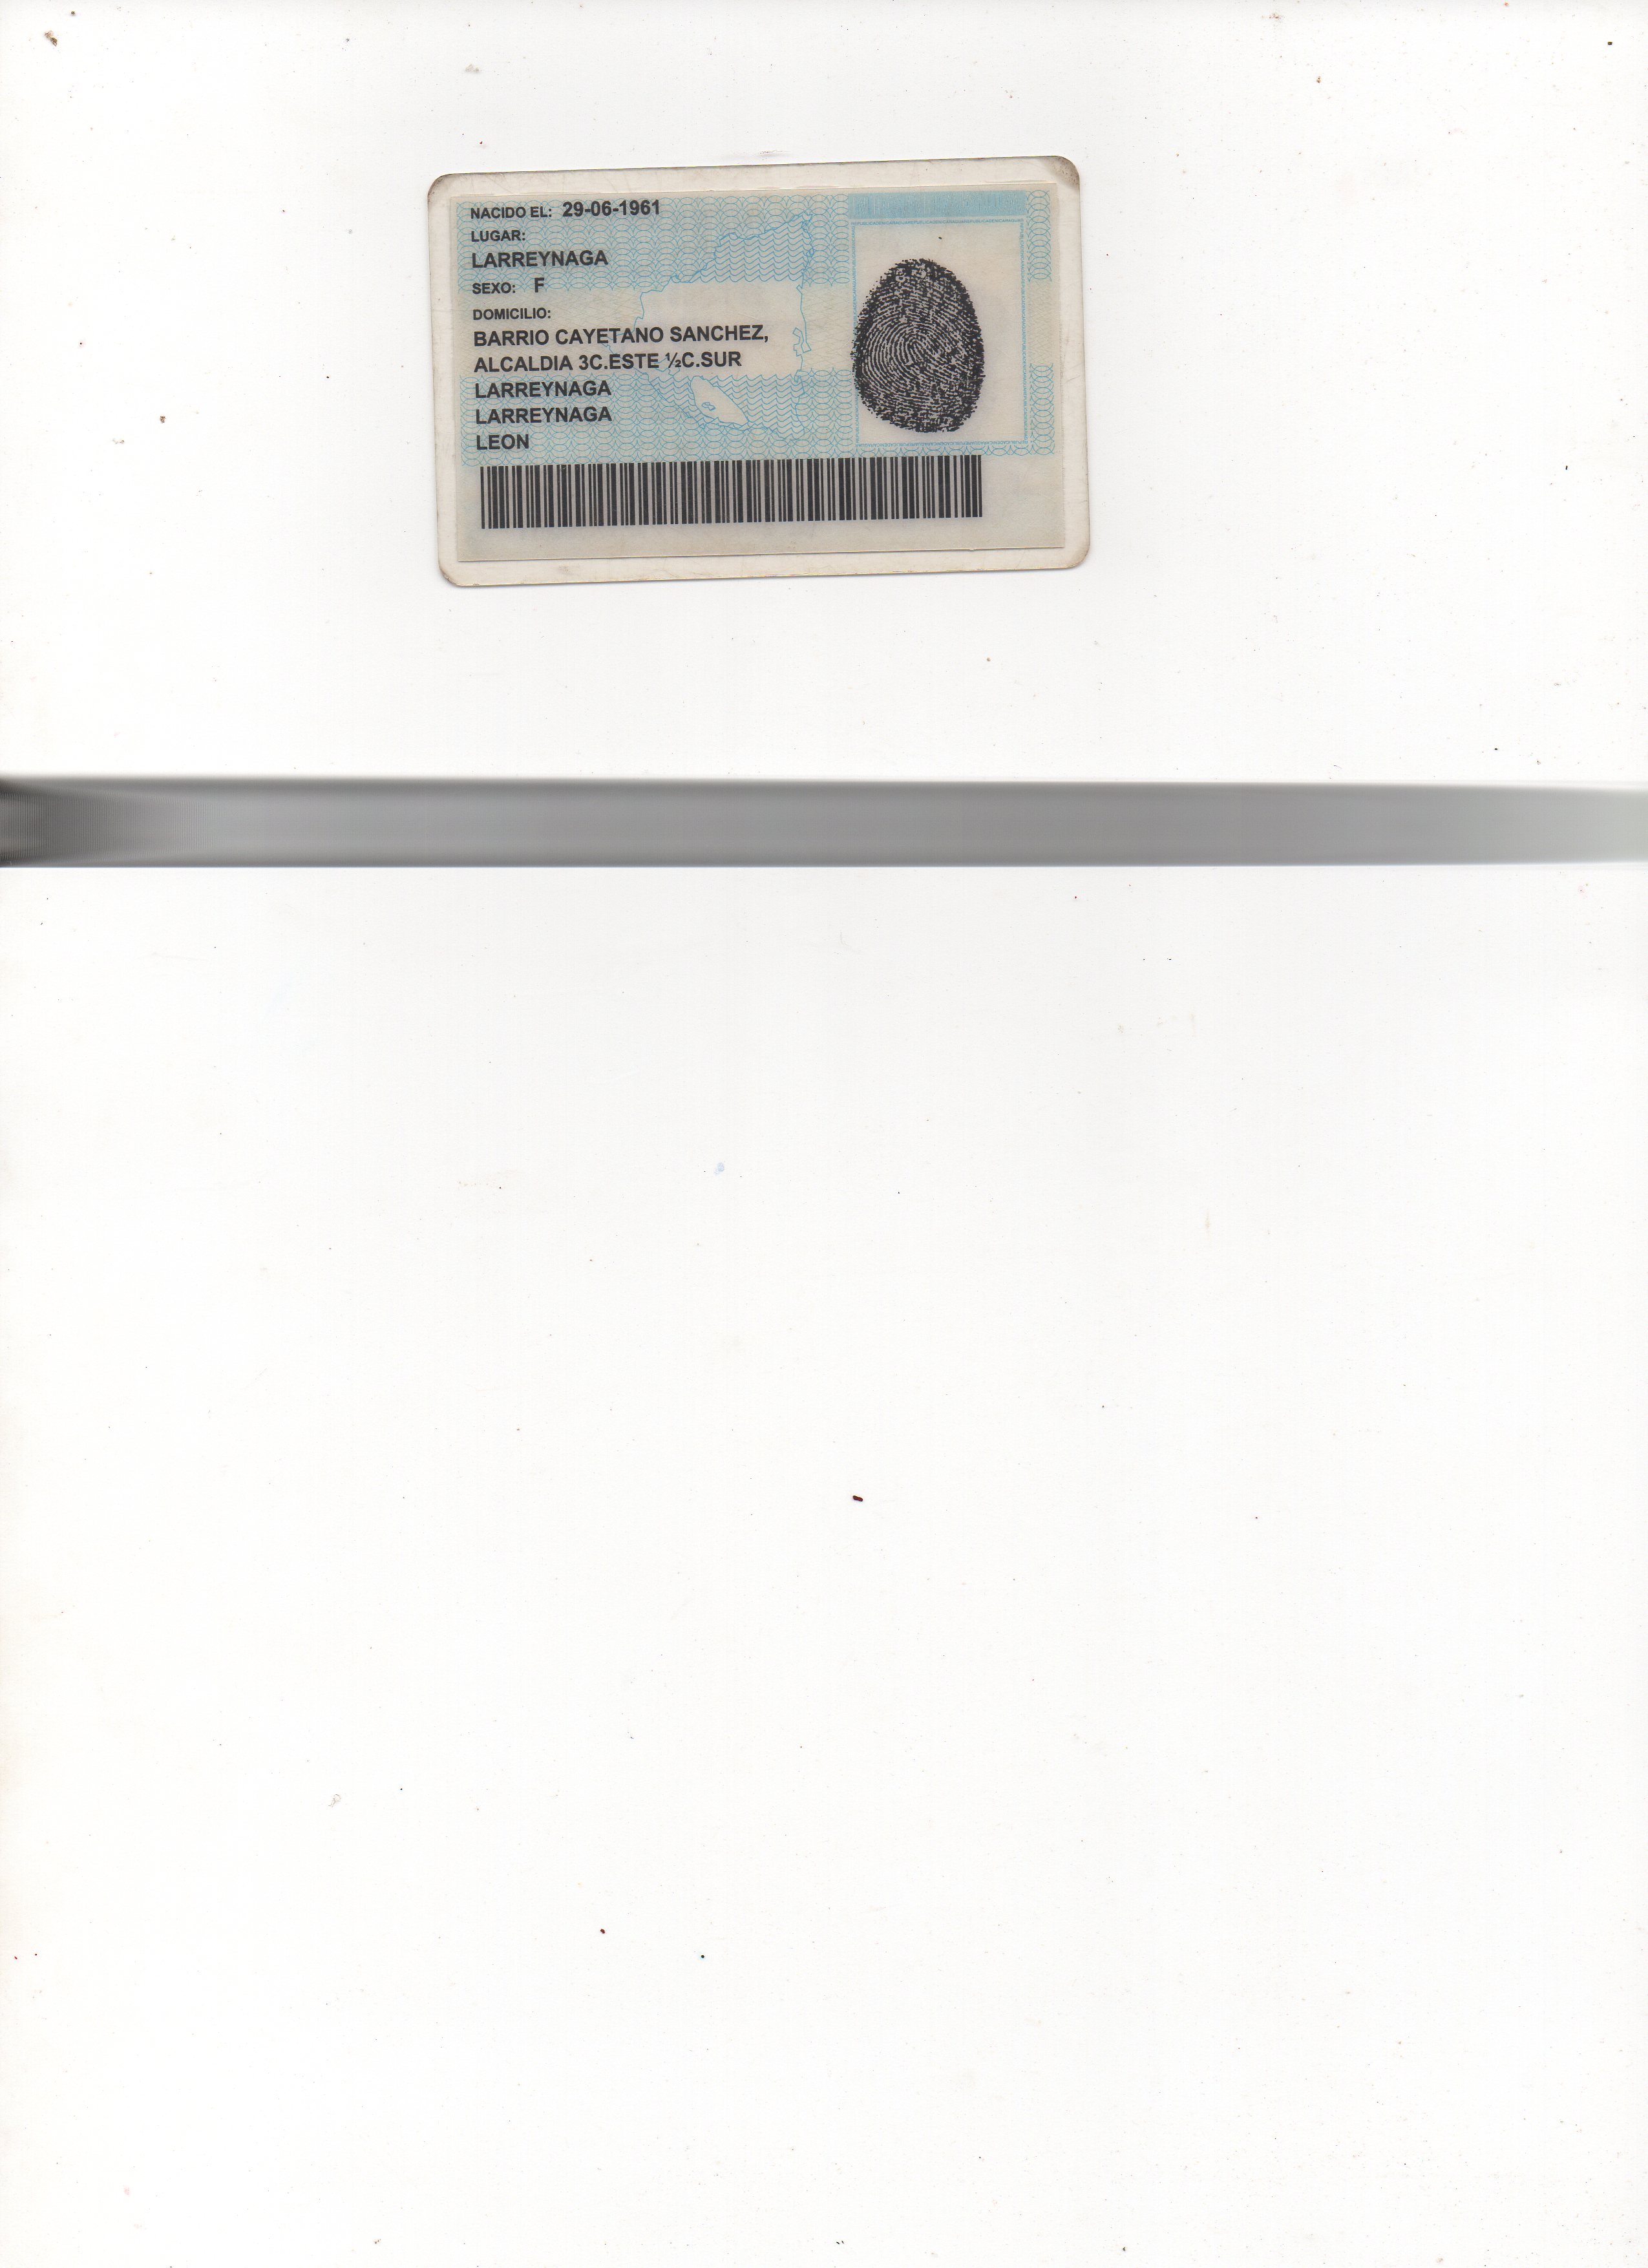 NACIDO EL: 29-06-1961
LUGAR:
LARREYNAGA
SEXO: F
DOMICILIO:
BARRIO CAYETANO SANCHEZ,
ALCALDIA 3C.ESTE ½C.SUR
LARREYNAGA
LARREYNAGA
LEON